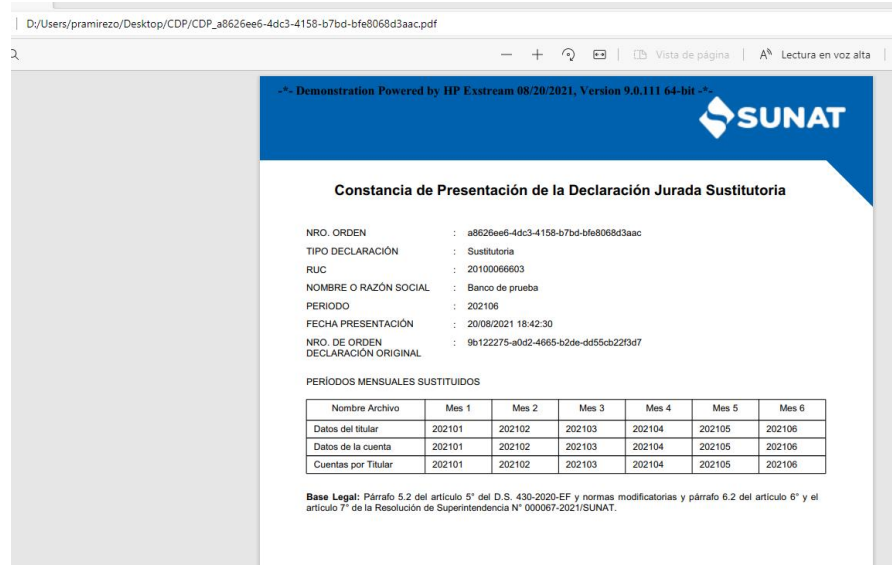 D:/Users/pramirezo/Desktop/CDP/CDP_a8626ee6-4dc3-4158-b7bd-bfe8068d3aac.pdf
Vista de página
Lectura en voz alta
-*- Demonstration Powered by HP Exstream 08/20/2021, Version 9.0.111 64-bit -*-
SUNAT
Constancia de Presentación de la Declaración Jurada Sustitutoria
NRO. ORDEN : a8626ee6-4dc3-4158-b7bd-bfe8068d3aac
TIPO DECLARACIÓN : Sustitutoria
RUC : 20100066603
NOMBRE O RAZÓN SOCIAL : Banco de prueba
PERIODO : 202106
FECHA PRESENTACIÓN : 20/08/2021 18:42:30
NRO. DE ORDEN : 9b122275-a0d2-4665-b2de-dd55cb22f3d7
DECLARACIÓN ORIGINAL
PERÍODOS MENSUALES SUSTITUIDOS
Nombre Archivo Mes 1 Mes 2 Mes 3 Mes 4 Mes 5 Mes 6
Datos del titular 202101 202102 202103 202104 202105 202106
Datos de la cuenta 202101 202102 202103 202104 202105 202106
Cuentas por Titular 202101 202102 202103 202104 202105 202106
Base Legal: Párrafo 5.2 del artículo 5° del D.S. 430-2020-EF y normas modificatorias y párrafo 6.2 del artículo 6° y el
artículo 7° de la Resolución de Superintendencia N° 000067-2021/SUNAT.